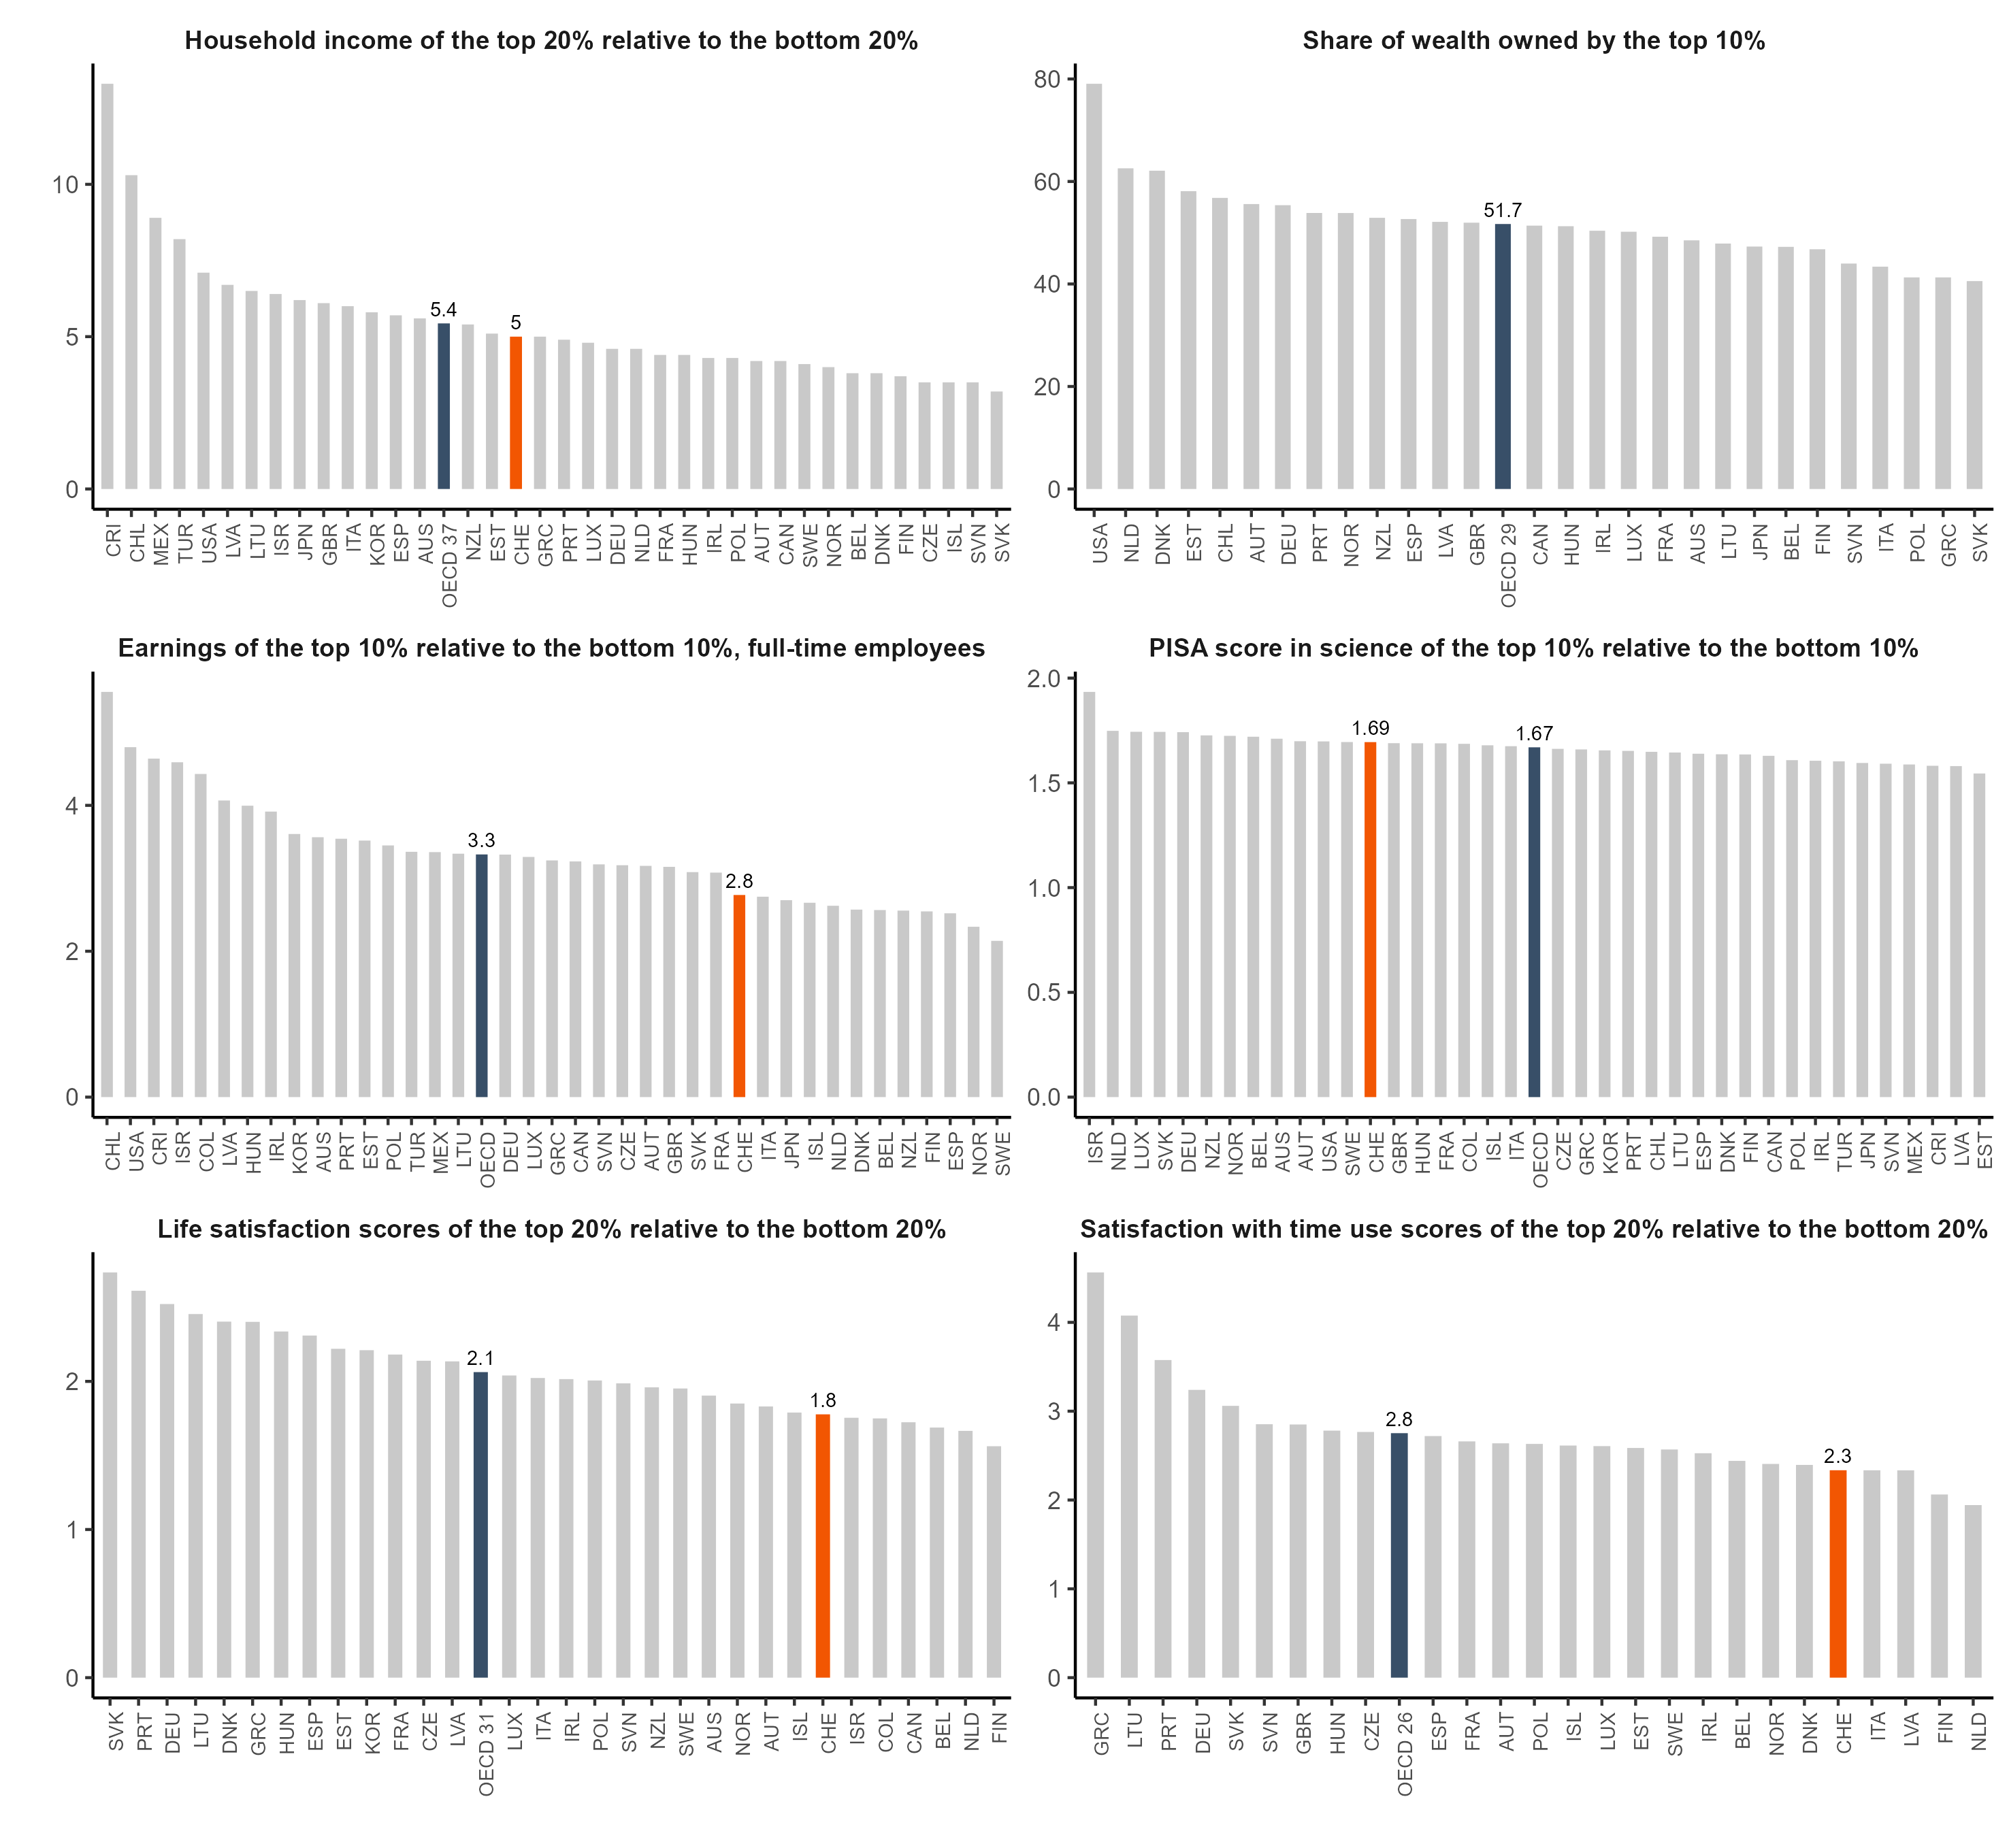 Household income of the top 20% relative to the bottom 20%
10
5
0
5.4
5
CRI CHL MEX TUR USA LVA LTU ISR JPN GBR ITA KOR ESP AUS OECD 37 NZL EST CHE GRC PRT LUX DEU NLD FRA HUN IRL POL AUT CAN SWE NOR BEL DNK FIN CZE ISL SVN SVK
Share of wealth owned by the top 10%
80
60
40
20
0
51.7
USA NLD DNK EST CHL AUT DEU PRT NOR NZL ESP LVA GBR OECD 29 CAN HUN IRL LUX FRA AUS LTU JPN BEL FIN SVN ITA POL GRC SVK
Earnings of the top 10% relative to the bottom 10%, full-time employees
4
2
0
3.3
2.8
CHL USA CRI ISR COL LVA HUN IRL KOR AUS PRT EST POL TUR MEX LTU OECD DEU LUX GRC CAN SVN CZE AUT GBR SVK FRA CHE ITA JPN ISL NLD DNK BEL NZL FIN ESP NOR SWE
PISA score in science of the top 10% relative to the bottom 10%
2.0
1.5
1.0
0.5
0.0
1.69
1.67
ISR NLD LUX SVK DEU NZL NOR BEL AUS AUT USA SWE CHE GBR HUN FRA COL ISL ITA OECD CZE GRC KOR PRT CHL LTU ESP DNK FIN CAN POL IRL TUR JPN SVN MEX CRI LVA EST
Life satisfaction scores of the top 20% relative to the bottom 20%
2
1
0
2.1
1.8
SVK PRT DEU LTU DNK GRC HUN ESP EST KOR FRA CZE LVA OECD 31 LUX ITA IRL POL SVN NZL SWE AUS NOR AUT ISL CHE ISR COL CAN BEL NLD FIN
Satisfaction with time use scores of the top 20% relative to the bottom 20%
4
3
2
1
0
2.8
2.3
GRC LTU PRT DEU SVK SVN GBR HUN CZE OECD 26 ESP FRA AUT POL ISL LUX EST SWE IRL BEL NOR DNK CHE ITA LVA FIN NLD